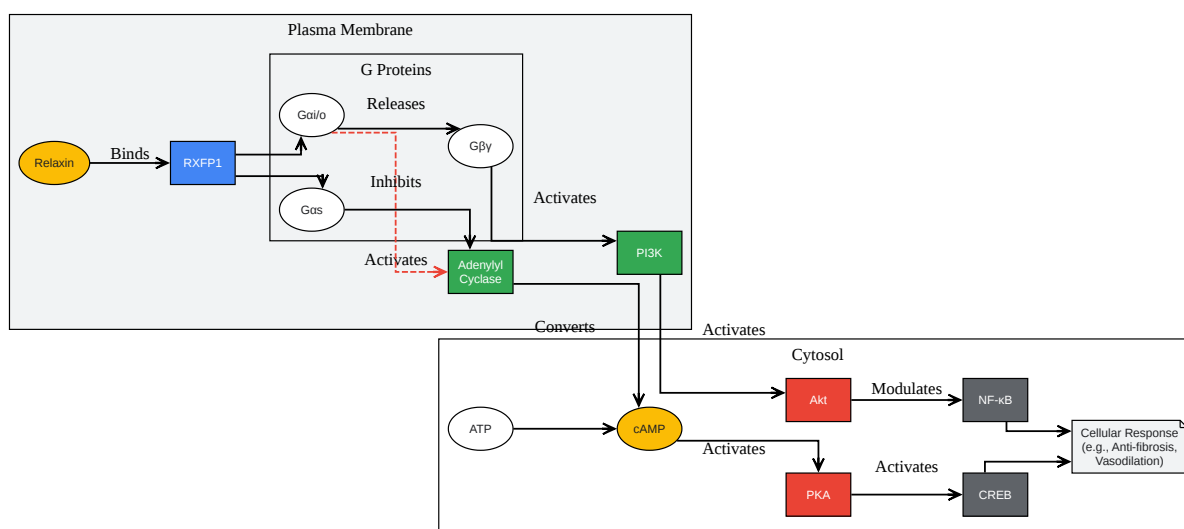 Plasma Membrane
G Proteins
Gαi/o
Releases
Gβγ
Relaxin
Binds
RXFP1
Inhibits
Gαs
Activates
Activates
Adenylyl
Cyclase
PI3K
Converts
Activates
Cytosol
Akt
Modulates
NF-κB
ATP
cAMP
Activates
PKA
Activates
CREB
Cellular Response
(e.g., Anti-fibrosis,
Vasodilation)